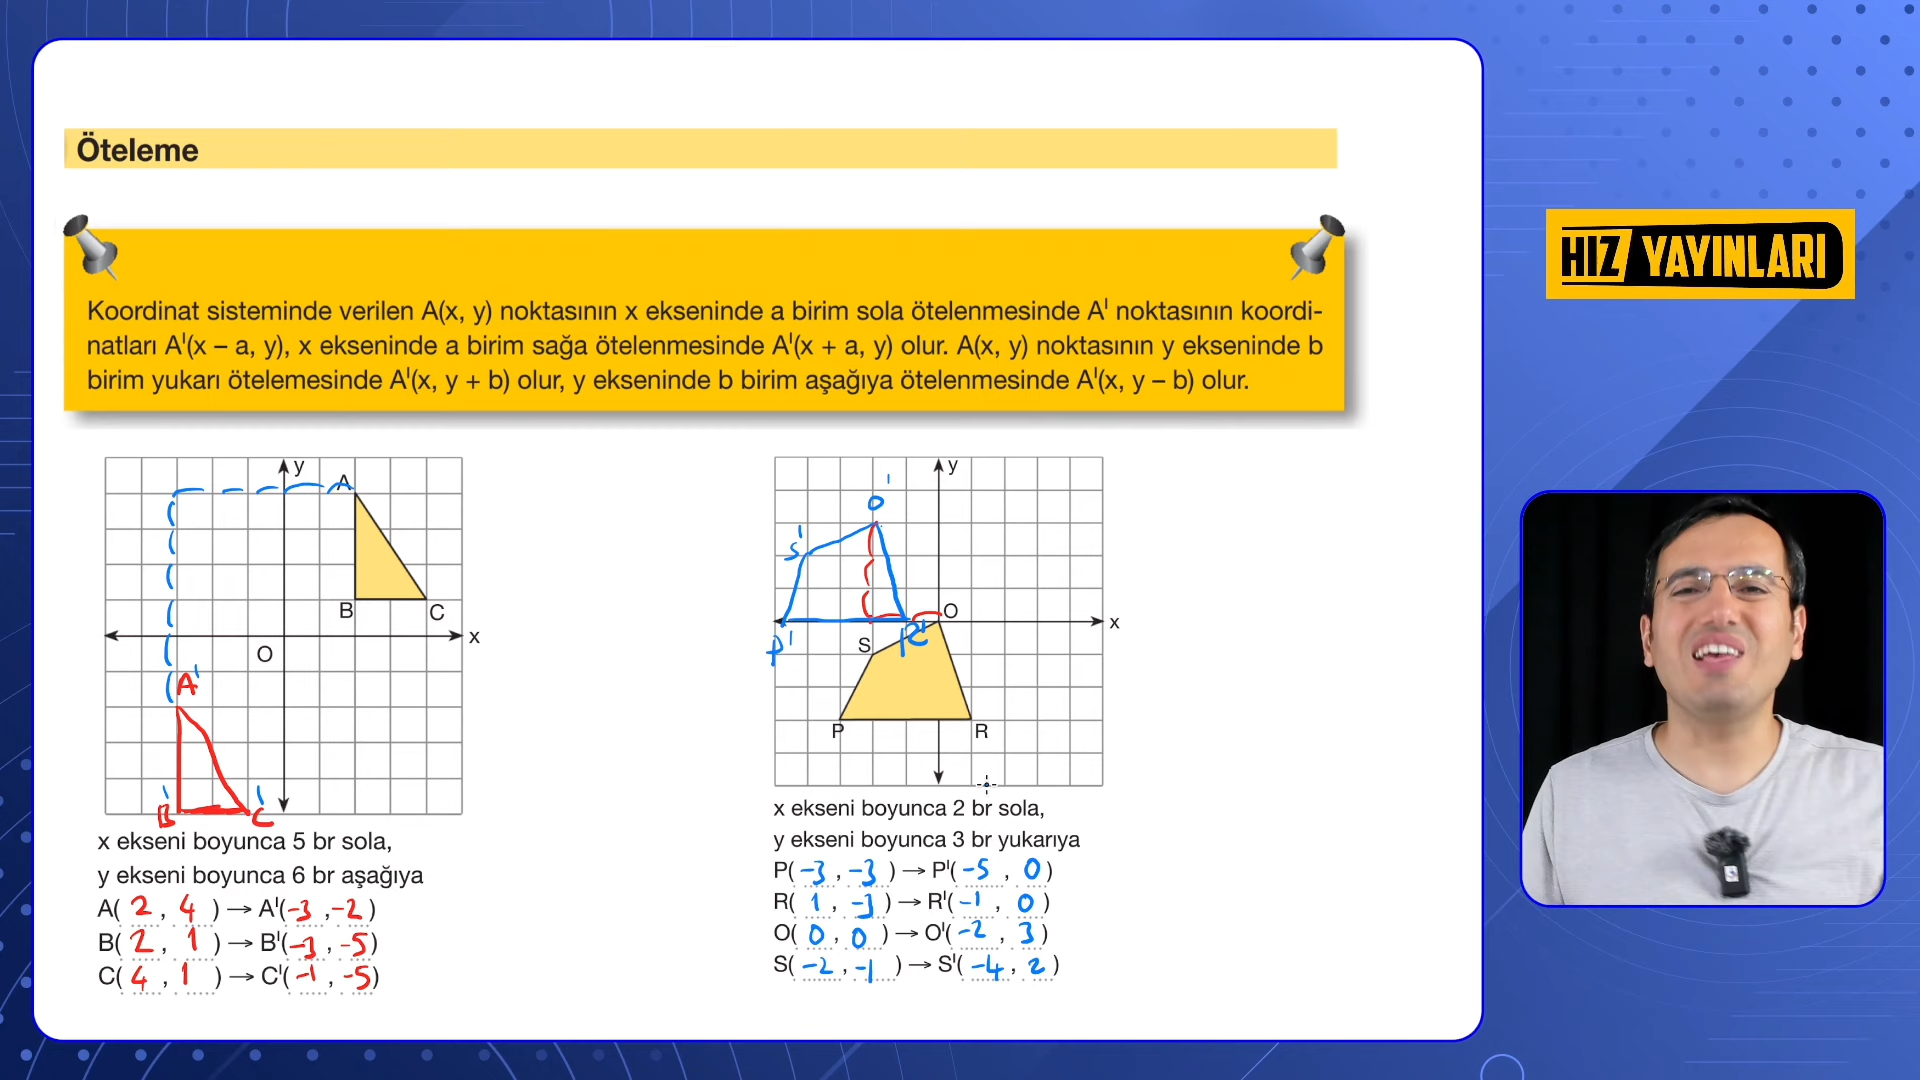 Öteleme
HIZ YAYINLARI
Koordinat sisteminde verilen A(x, y) noktasının x ekseninde a birim sola ötelenmesinde A' noktasının koordi-
natları A'(x – a, y), x ekseninde a birim sağa ötelenmesinde A'(x + a, y) olur. A(x, y) noktasının y ekseninde b
birim yukarı ötelemesinde A'(x, y + b) olur, y ekseninde b birim aşağıya ötelenmesinde A'(x, y – b) olur.
y
A
B
C
x
O
A'
B'
C'
x ekseni boyunca 5 br sola,
y ekseni boyunca 6 br aşağıya
A( 2 , 4 ) → A'(-3 , -2 )
B( 2 , 1 ) → B'(-3 , -5)
C( 4 , 1 ) → C'( -1 , -5)
y
O'
S'
O
x
P'
R'
S
P
R
x ekseni boyunca 2 br sola,
y ekseni boyunca 3 br yukarıya
P( -3 , -3 ) → P'( -5 , 0 )
R( 1 , -3 ) → R'( -1 , 0 )
O( 0 , 0 ) → O'( -2 , 3 )
S( -2 , -1 ) → S'( -4 , 2 )